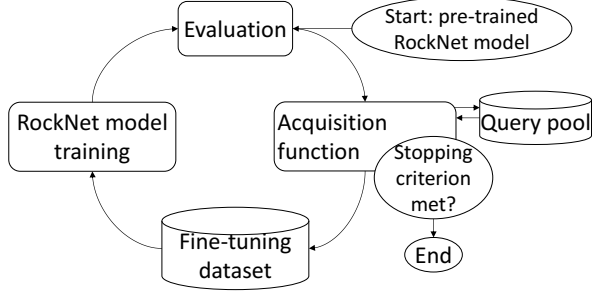 Evaluation
Start: pre-trained
RockNet model
RockNet model
training
Acquisition
function
Query pool
Stopping
criterion
met?
Fine-tuning
dataset
End